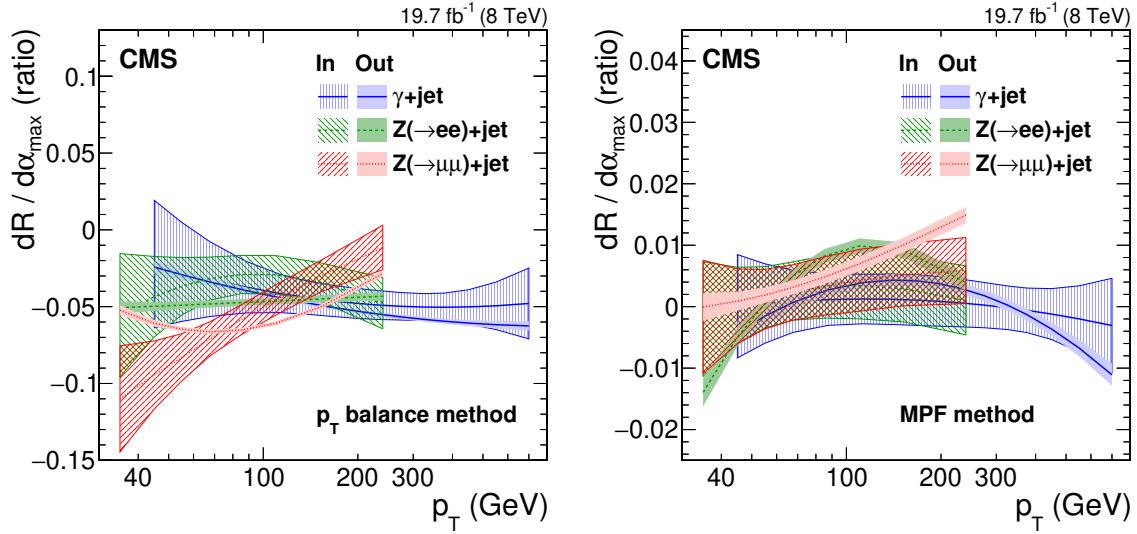 19.7 fb⁻¹ (8 TeV)
CMS
In Out
γ+jet
Z(→ee)+jet
Z(→μμ)+jet
dR / dα_max (ratio)
0.1
0.05
0
−0.05
−0.1
−0.15
p_T balance method
40 100 200 300
p_T (GeV)
19.7 fb⁻¹ (8 TeV)
CMS
In Out
γ+jet
Z(→ee)+jet
Z(→μμ)+jet
dR / dα_max (ratio)
0.04
0.03
0.02
0.01
0
−0.01
−0.02
MPF method
40 100 200 300
p_T (GeV)